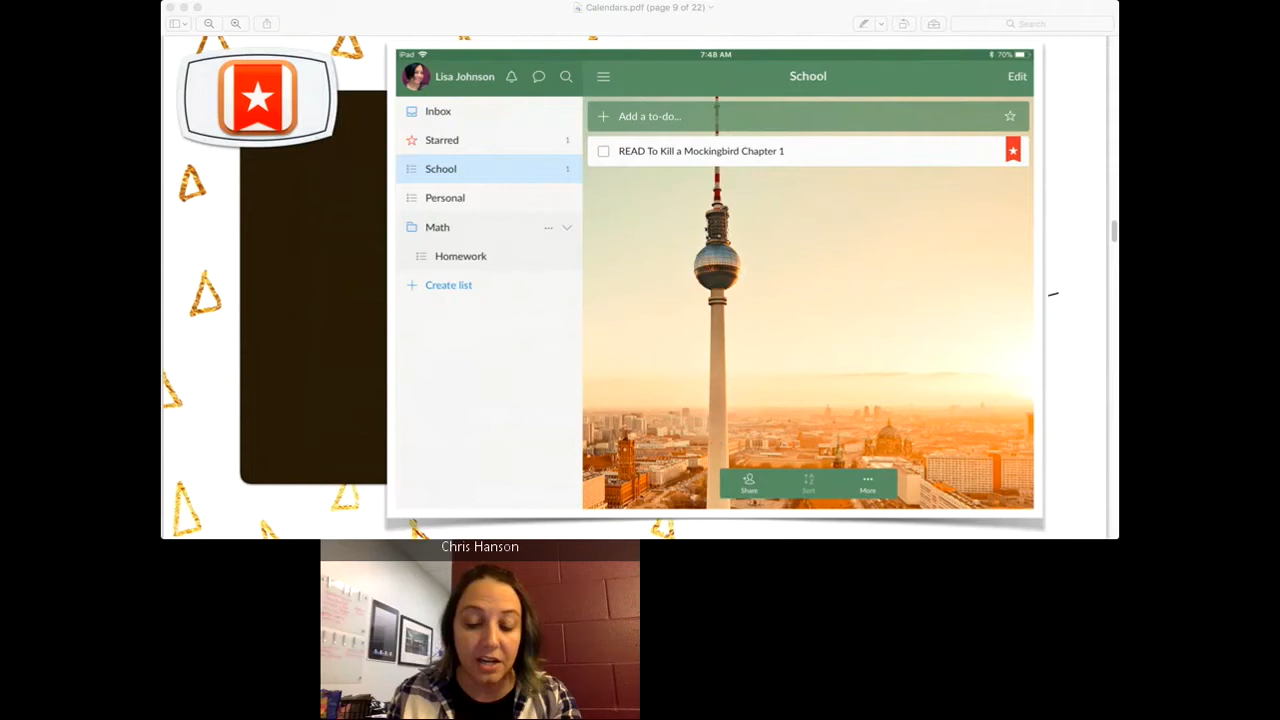 Calendars.pdf (page 9 of 22)
Search
iPad
7:48 AM
70%
Lisa Johnson
School
Edit
Inbox
Add a to-do...
Starred 1
School 1
READ To Kill a Mockingbird Chapter 1
Personal
Math
Homework
Create list
Share
Sort
More
Chris Hanson